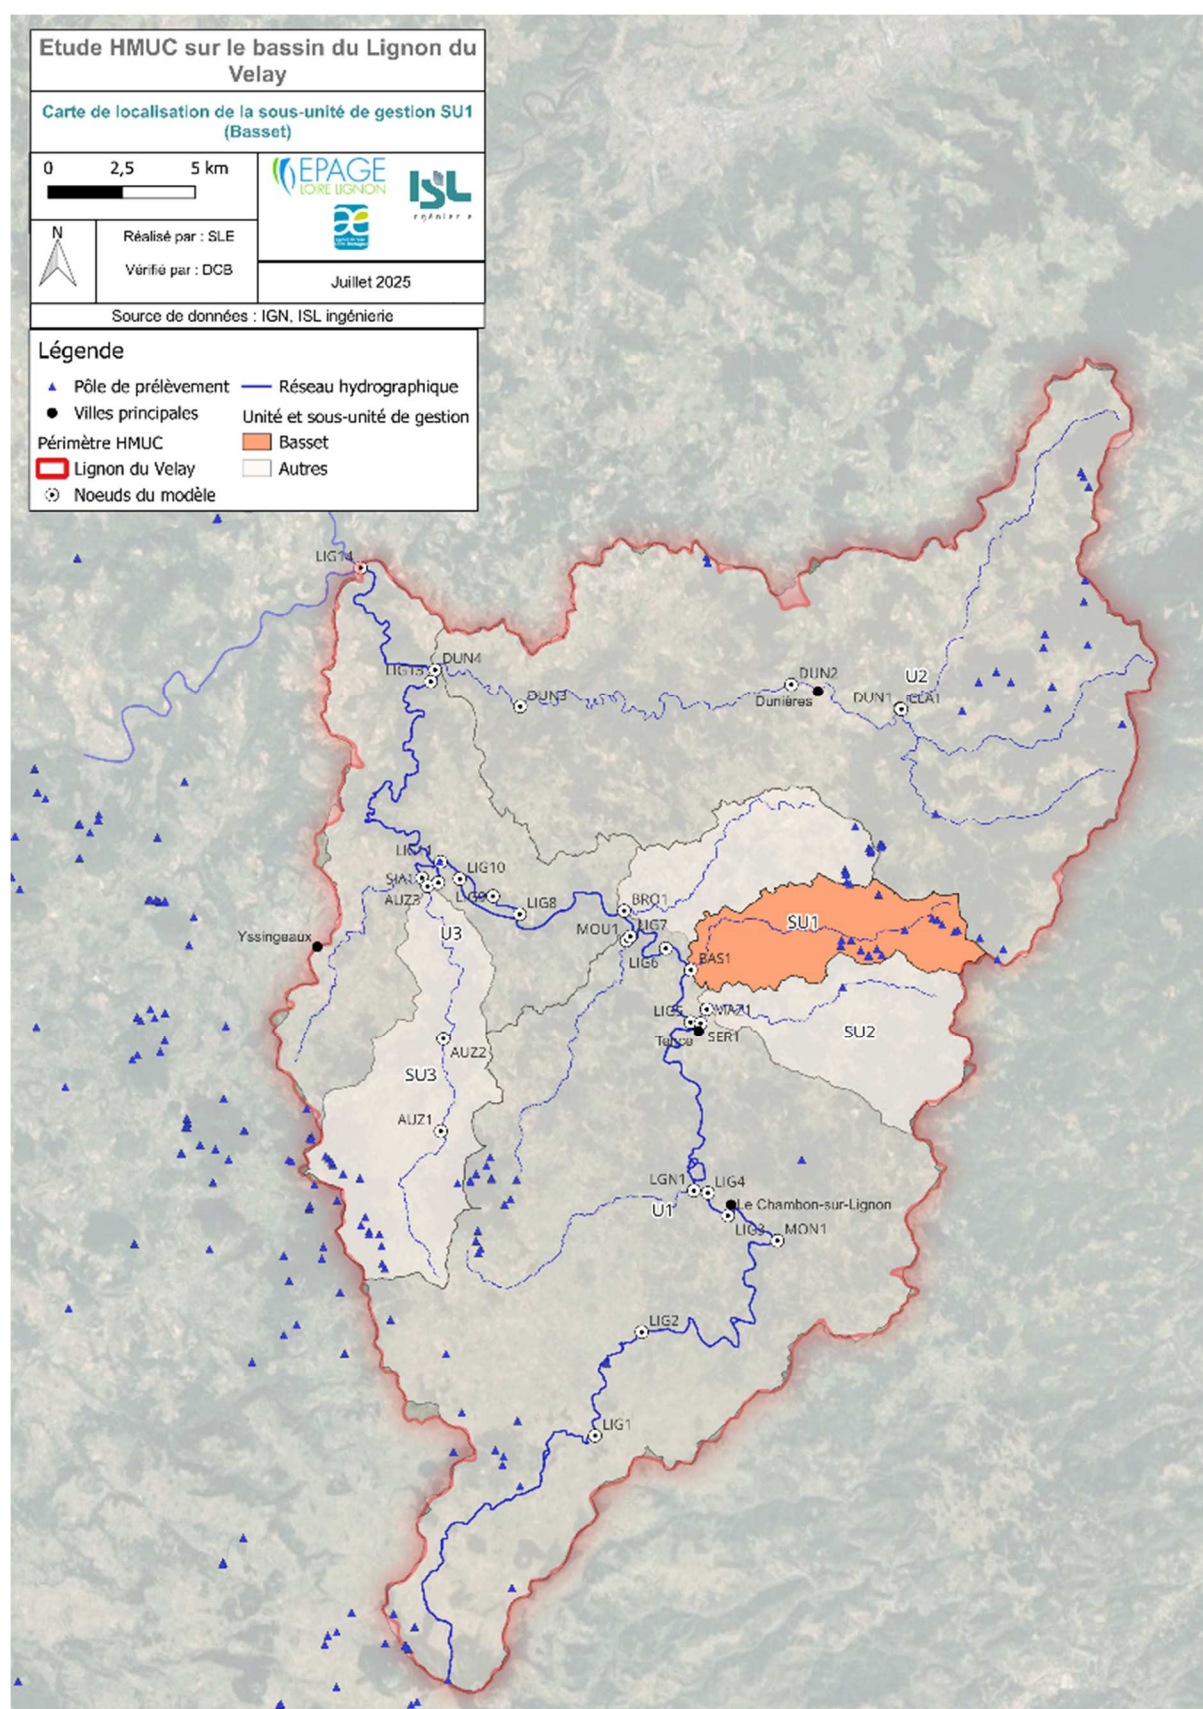 Etude HMUC sur le bassin du Lignon du
Velay
Carte de localisation de la sous-unité de gestion SU1
(Basset)
0 2,5 5 km
EPAGE
LOIRE LIGNON
ISL
Ingénierie
N
Réalisé par : SLE
Vérifié par : DCB
Juillet 2025
Source de données : IGN, ISL ingénierie
Légende
Pôle de prélèvement
Réseau hydrographique
Villes principales
Unité et sous-unité de gestion
Périmètre HMUC
Basset
Lignon du Velay
Autres
Noeuds du modèle
LIG14
DUN4
LIG13
DUN3
DUN2
Dunières
U2
DUN1
CLA1
LIG10
SIA1
LIG9
AUZ3
LIG8
BRO1
SU1
U3
Yssingeaux
MOU1
LIG7
LIG6
BAS1
LIG5
MAZ1
Tence
SER1
SU2
AUZ2
SU3
AUZ1
LGN1
LIG4
Le Chambon-sur-Lignon
U1
LIG3
MON1
LIG2
LIG1